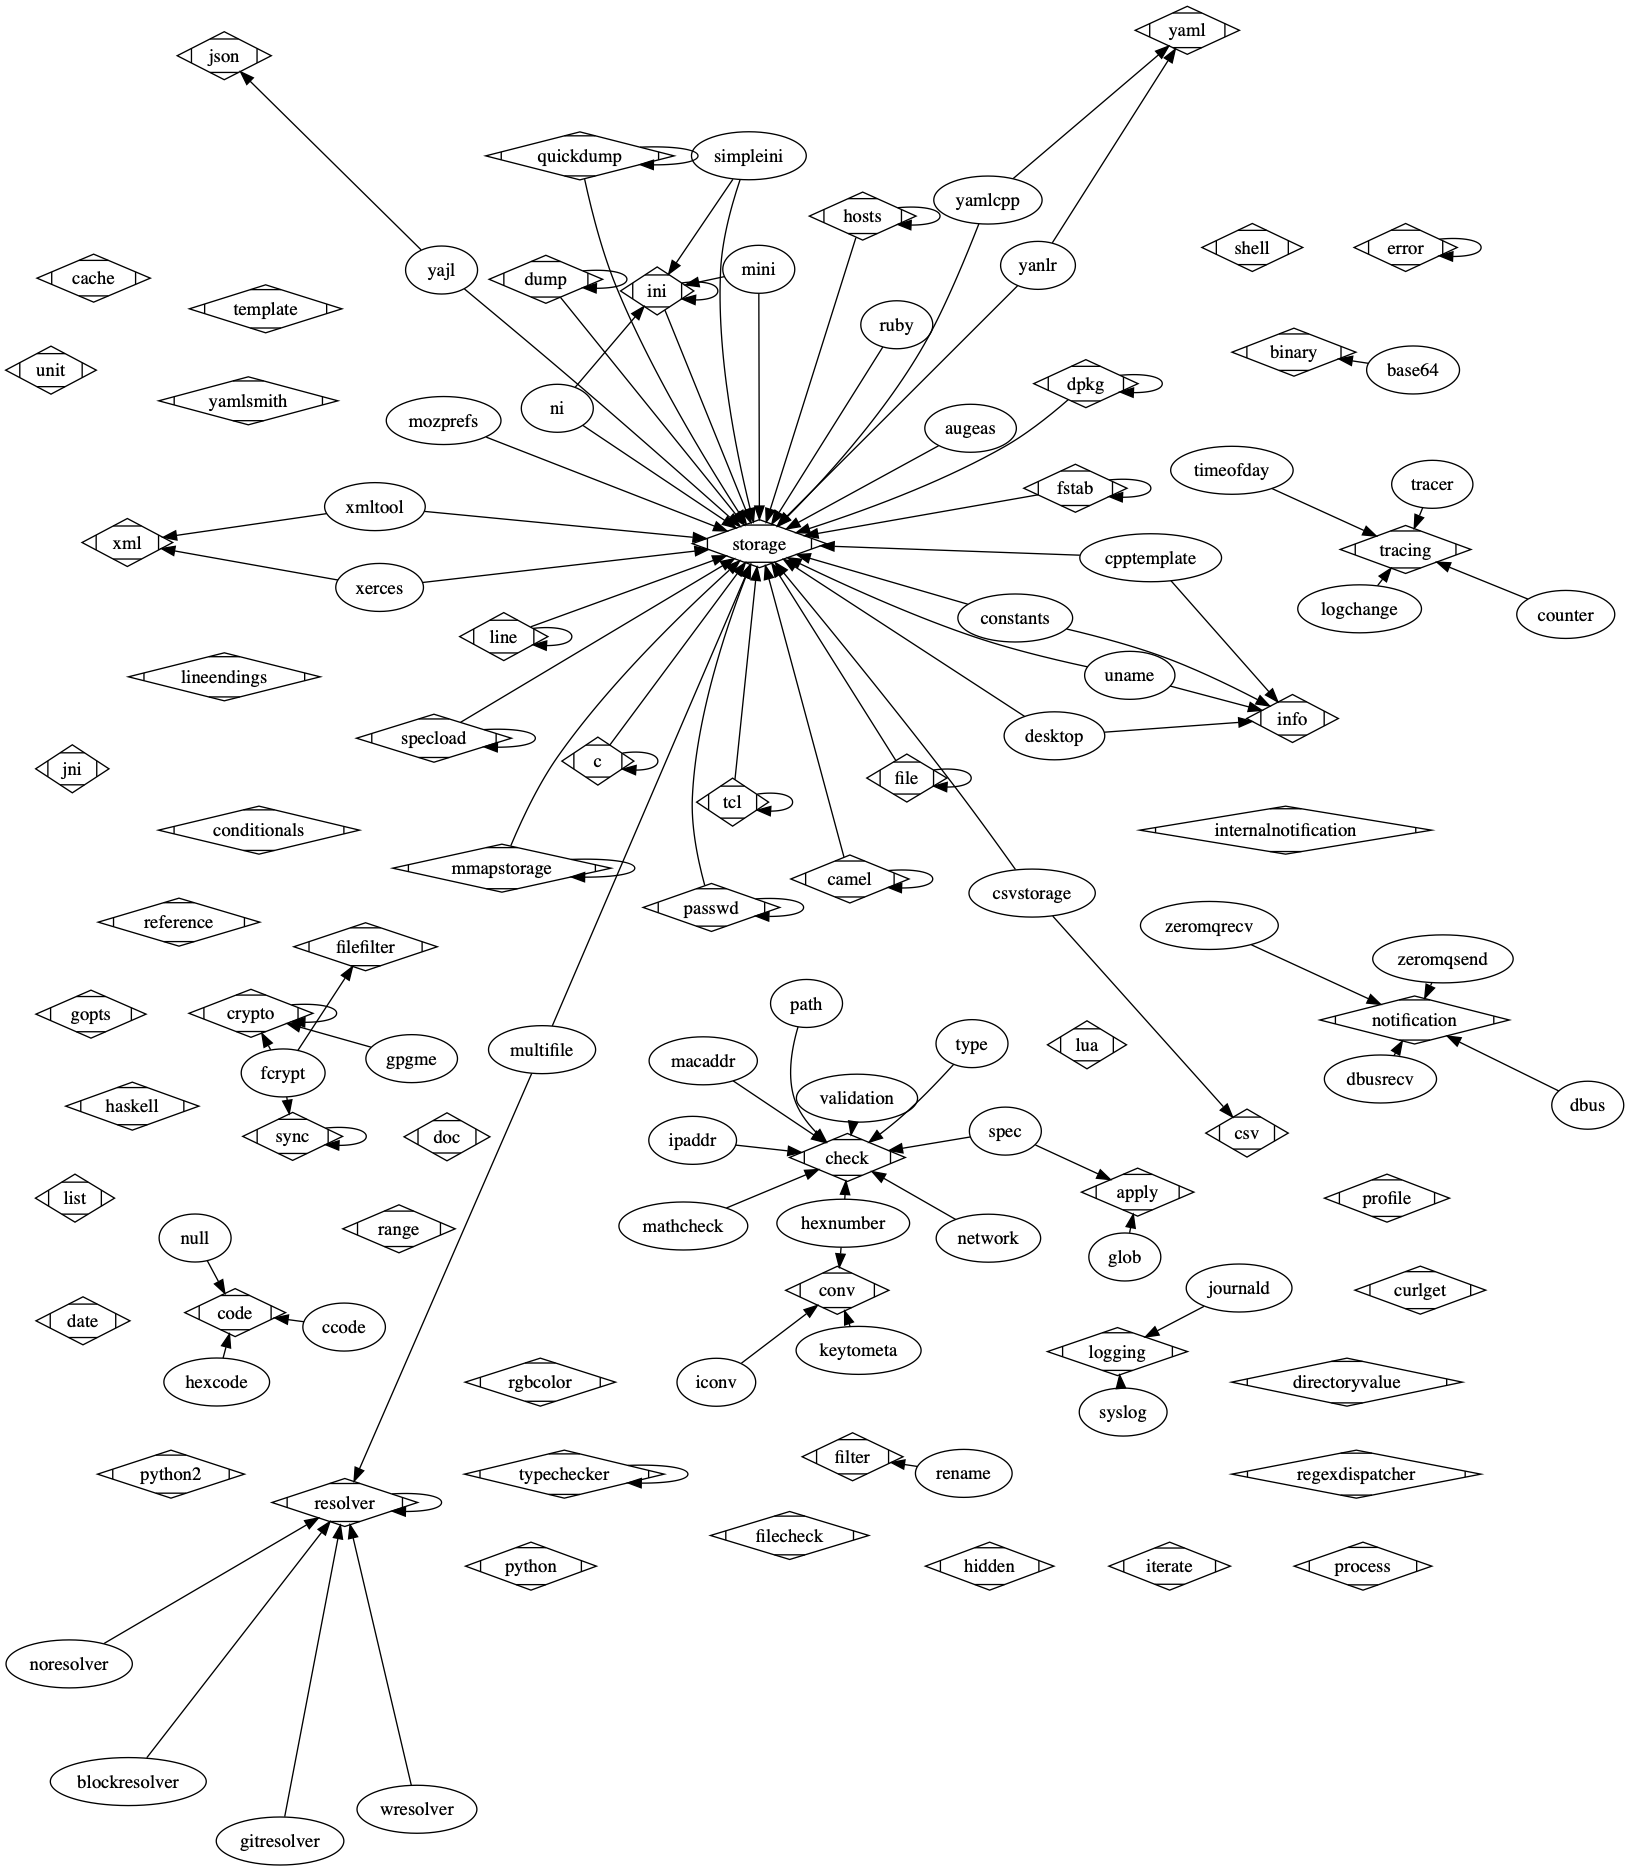 yaml
json
quickdump
simpleini
yamlcpp
hosts
shell
error
yanlr
yajl
mini
cache
dump
ini
template
ruby
binary
unit
base64
dpkg
yamlsmith
ni
mozprefs
augeas
timeofday
tracer
fstab
xmltool
xml
storage
tracing
cpptemplate
xerces
logchange
counter
constants
line
lineendings
uname
info
desktop
specload
c
jni
file
tcl
conditionals
internalnotification
mmapstorage
camel
csvstorage
passwd
reference
zeromqrecv
filefilter
zeromqsend
path
gopts
crypto
notification
type
lua
multifile
gpgme
macaddr
fcrypt
dbusrecv
validation
haskell
dbus
spec
csv
sync
doc
ipaddr
check
apply
list
profile
mathcheck
hexnumber
range
null
network
glob
journald
conv
curlget
code
date
ccode
keytometa
logging
hexcode
rgbcolor
iconv
directoryvalue
syslog
filter
rename
python2
typechecker
regexdispatcher
resolver
filecheck
python
hidden
iterate
process
noresolver
blockresolver
wresolver
gitresolver